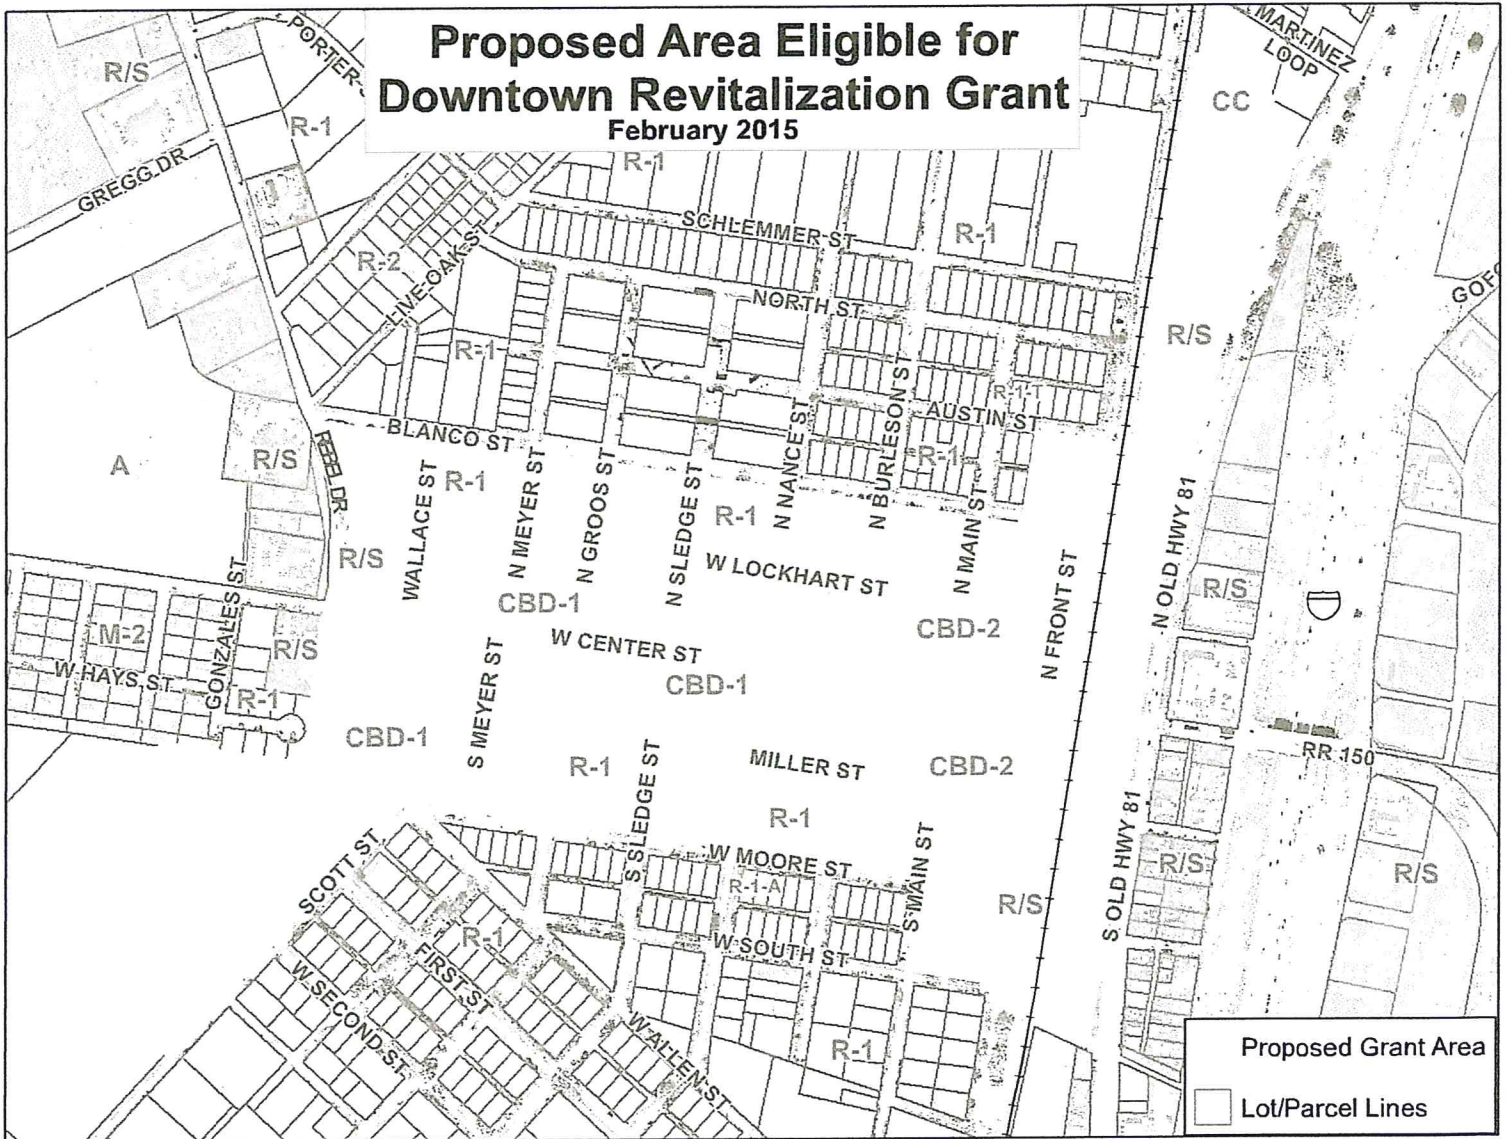 Proposed Area Eligible for
Downtown Revitalization Grant
February 2015
PORTER
MARTINEZ
LOOP
R/S
CC
R-1
R-1
GREGG DR
SCHLEMMER ST
R-1
R-2
LIVE OAK ST
NORTH ST
R/S
R-1
R-1-1
AUSTIN ST
BLANCO ST
N NANCE ST
N BURLESON ST
R-1
A
R/S
REBEL DR
R-1
WALLACE ST
N MEYER ST
N GROOS ST
N SLEDGE ST
R-1
N MAIN ST
N OLD HWY 81
R/S
W LOCKHART ST
N FRONT ST
R/S
CBD-1
CBD-2
GONZALES ST
M-2
R/S
W CENTER ST
W HAYS ST
R-1
CBD-1
S MEYER ST
CBD-1
R-1
S SLEDGE ST
MILLER ST
CBD-2
RR 150
R-1
S OLD HWY 81
SCOTT ST
W MOORE ST
S MAIN ST
R/S
R/S
R-1-A
R/S
R-1
FIRST ST
W SOUTH ST
W SECOND ST
W ALLEN ST
R-1
Proposed Grant Area
Lot/Parcel Lines